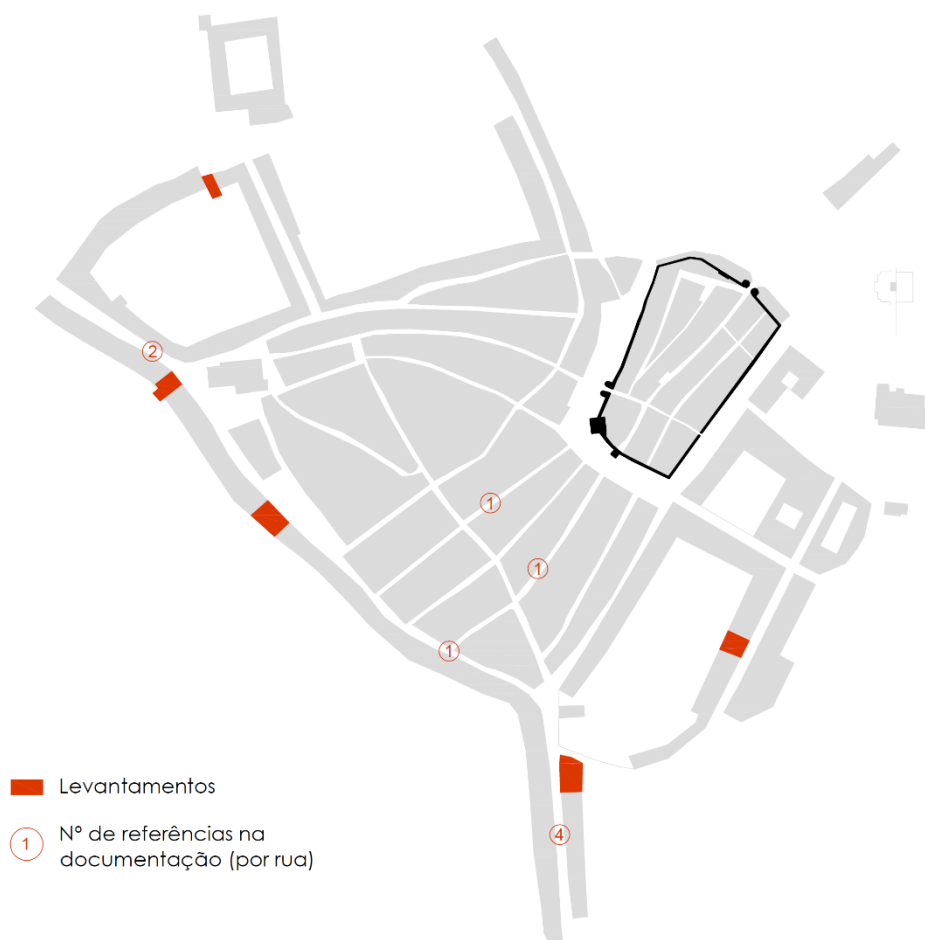 2
1
1
1
4
Levantamentos
1
Nº de referências na
documentação (por rua)